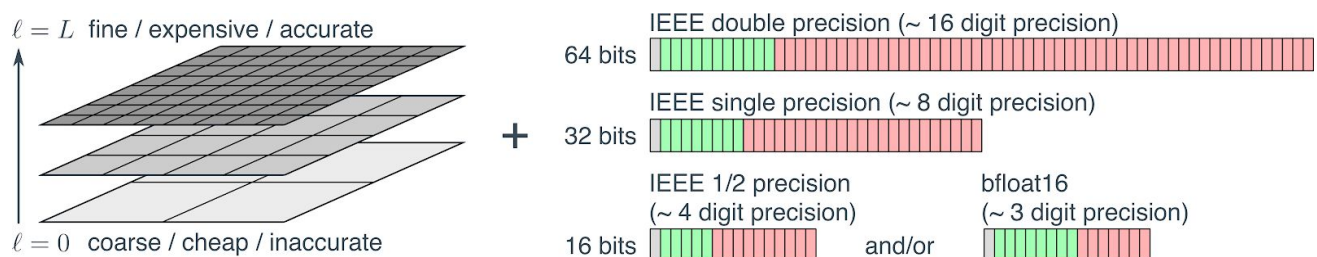 ℓ = L fine / expensive / accurate
ℓ = 0 coarse / cheap / inaccurate
+
IEEE double precision (~ 16 digit precision)
64 bits
IEEE single precision (~ 8 digit precision)
32 bits
IEEE 1/2 precision
(~ 4 digit precision)
16 bits
and/or
bfloat16
(~ 3 digit precision)